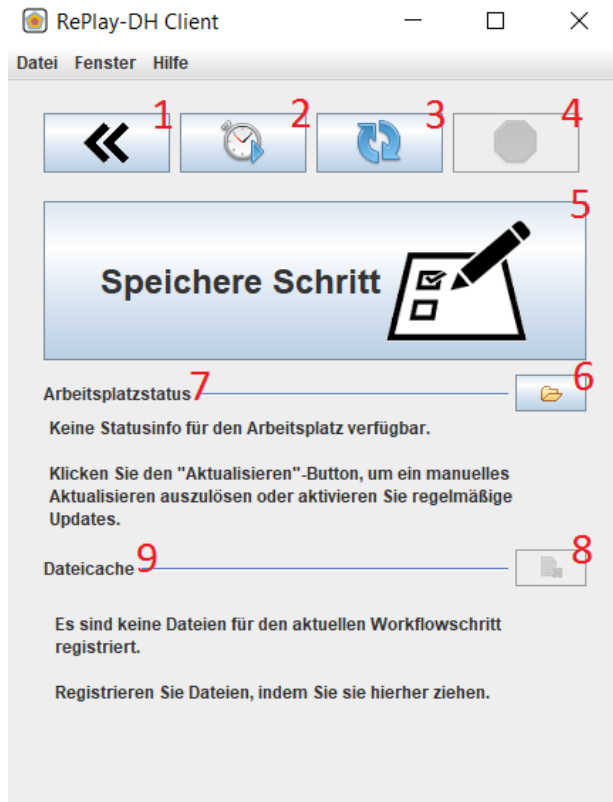 RePlay-DH Client
Datei Fenster Hilfe
1 2 3 4
5
Speichere Schritt
6
Arbeitsplatzstatus 7
Keine Statusinfo für den Arbeitsplatz verfügbar.
Klicken Sie den "Aktualisieren"-Button, um ein manuelles
Aktualisieren auszulösen oder aktivieren Sie regelmäßige
Updates.
8
Dateicache 9
Es sind keine Dateien für den aktuellen Workflowschritt
registriert.
Registrieren Sie Dateien, indem Sie sie hierher ziehen.